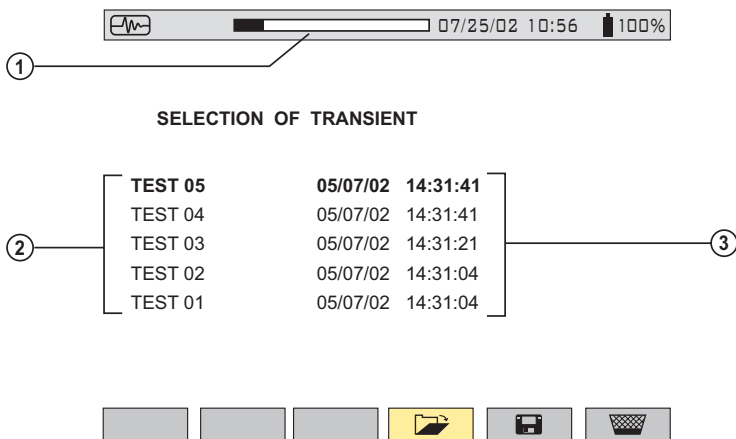 07/25/02 10:56 100%
1
SELECTION OF TRANSIENT
TEST 05 05/07/02 14:31:41
TEST 04 05/07/02 14:31:41
2 TEST 03 05/07/02 14:31:21 3
TEST 02 05/07/02 14:31:04
TEST 01 05/07/02 14:31:04